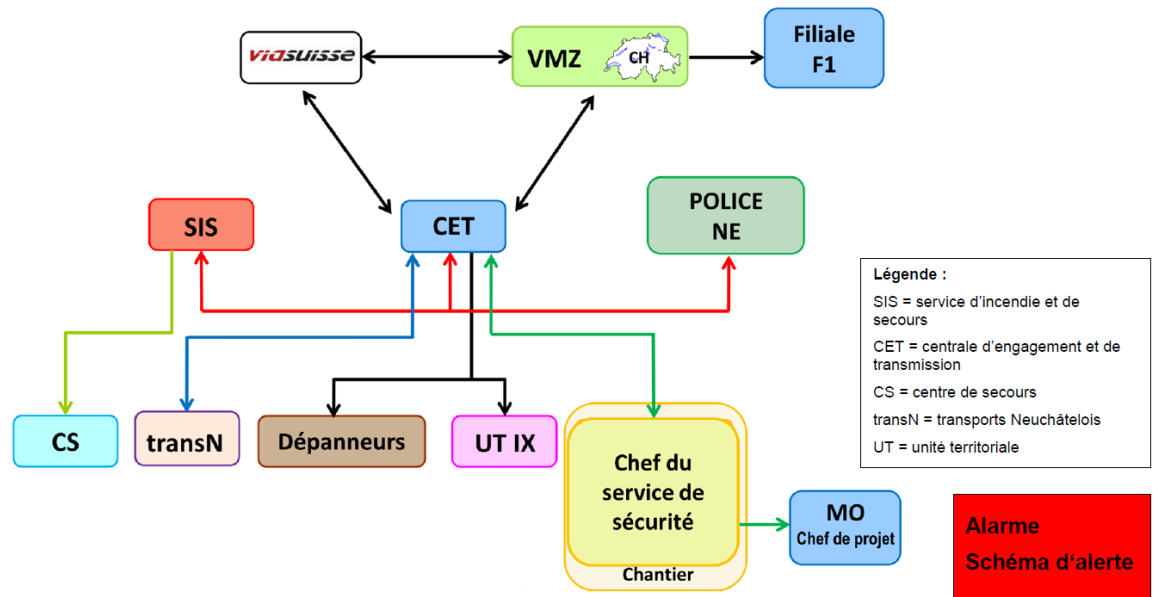 viasuisse
VMZ
CH
Filiale
F1
SIS
CET
POLICE
NE
Légende :
SIS = service d'incendie et de
secours
CET = centrale d'engagement et de
transmission
CS = centre de secours
transN = transports Neuchâtelois
UT = unité territoriale
CS
transN
Dépanneurs
UT IX
Chef du
service de
sécurité
Chantier
MO
Chef de projet
Alarme
Schéma d'alerte